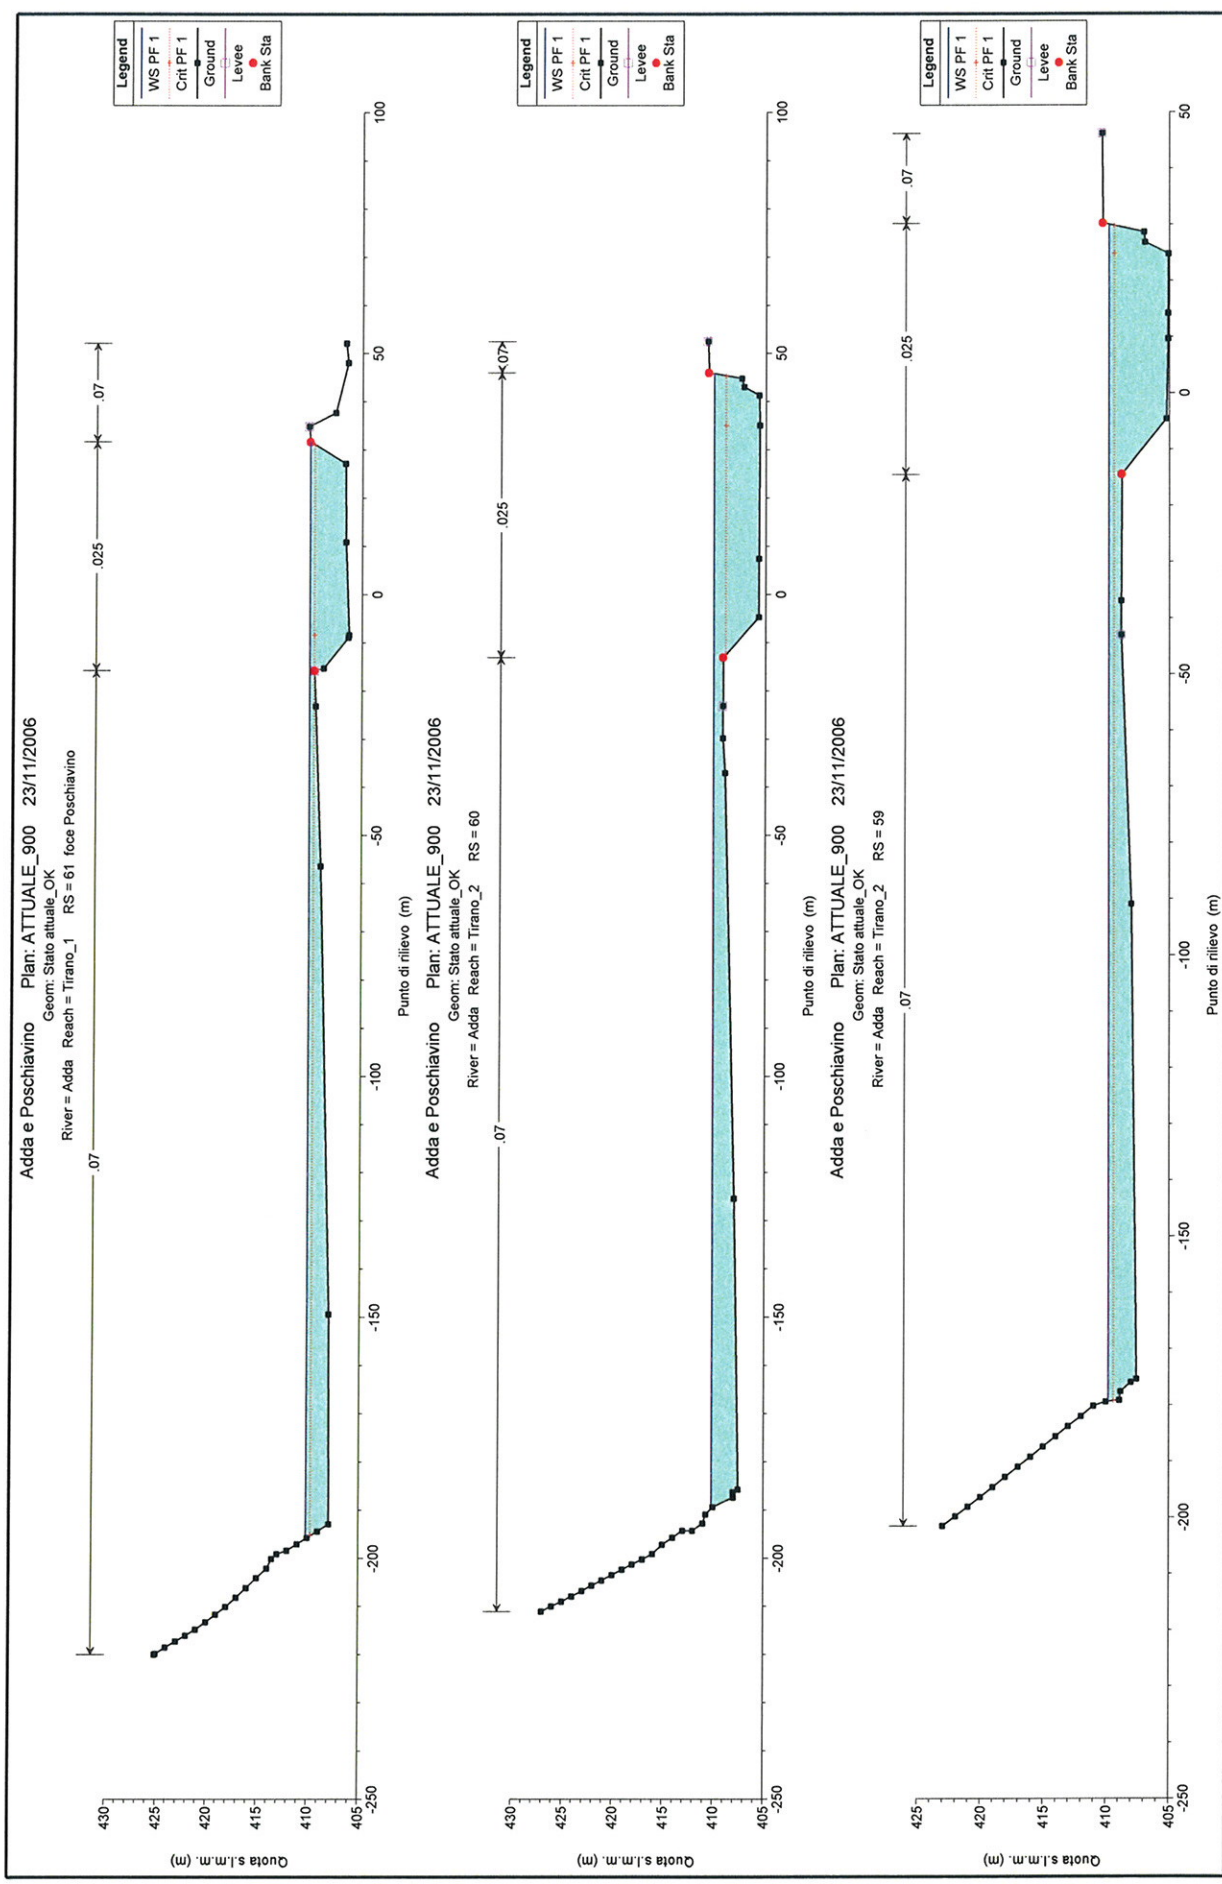 Adda e Poschiavino Plan: ATTUALE_900 23/11/2006
Geom: Stato attuale_OK
River = Adda Reach = Tirano_1 RS = 61 foce Poschiavino
.07
.025
.07
Legend
WS PF 1
Crit PF 1
Ground
Levee
Bank Sta
Quota s.l.m.m. (m)
430
425
420
415
410
405
-250
-200
-150
-100
-50
0
50
100
Punto di rilievo (m)
Adda e Poschiavino Plan: ATTUALE_900 23/11/2006
Geom: Stato attuale_OK
River = Adda Reach = Tirano_2 RS = 60
.07
.025
.07
Legend
WS PF 1
Crit PF 1
Ground
Levee
Bank Sta
Quota s.l.m.m. (m)
430
425
420
415
410
405
-250
-200
-150
-100
-50
0
50
100
Punto di rilievo (m)
Adda e Poschiavino Plan: ATTUALE_900 23/11/2006
Geom: Stato attuale_OK
River = Adda Reach = Tirano_2 RS = 59
.07
.025
.07
Legend
WS PF 1
Crit PF 1
Ground
Levee
Bank Sta
Quota s.l.m.m. (m)
425
420
415
410
405
-250
-200
-150
-100
-50
0
50
Punto di rilievo (m)